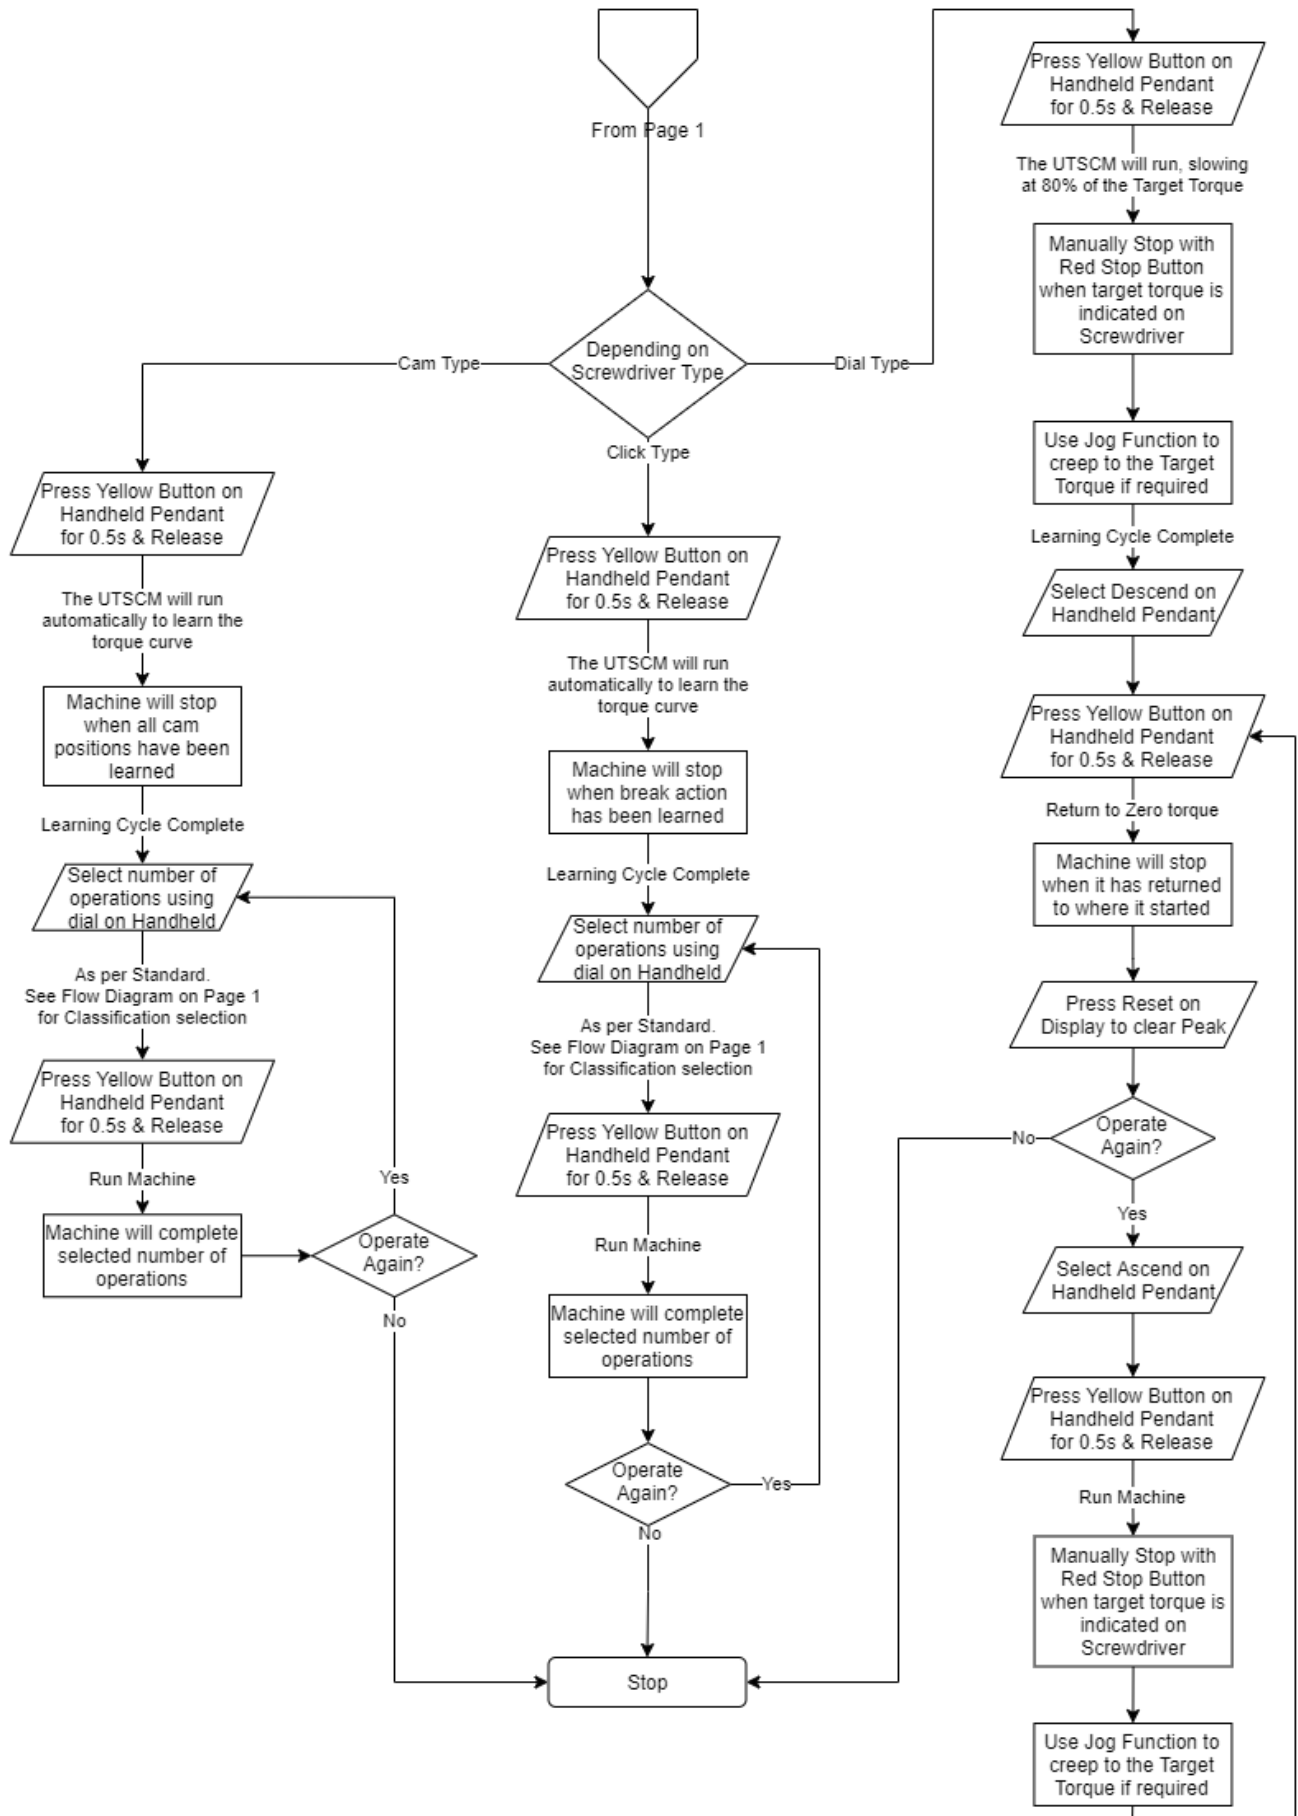 From Page 1
Depending on
Screwdriver Type
Cam Type
Press Yellow Button on
Handheld Pendant
for 0.5s & Release
The UTSCM will run
automatically to learn the
torque curve
Machine will stop
when all cam
positions have been
learned
Learning Cycle Complete
Select number of
operations using
dial on Handheld
As per Standard.
See Flow Diagram on Page 1
for Classification selection
Press Yellow Button on
Handheld Pendant
for 0.5s & Release
Run Machine
Machine will complete
selected number of
operations
Operate
Again?
Yes
No
Click Type
Press Yellow Button on
Handheld Pendant
for 0.5s & Release
The UTSCM will run
automatically to learn the
torque curve
Machine will stop
when break action
has been learned
Learning Cycle Complete
Select number of
operations using
dial on Handheld
As per Standard.
See Flow Diagram on Page 1
for Classification selection
Press Yellow Button on
Handheld Pendant
for 0.5s & Release
Run Machine
Machine will complete
selected number of
operations
Operate
Again?
Yes
No
Stop
Dial Type
Press Yellow Button on
Handheld Pendant
for 0.5s & Release
The UTSCM will run, slowing
at 80% of the Target Torque
Manually Stop with
Red Stop Button
when target torque is
indicated on
Screwdriver
Use Jog Function to
creep to the Target
Torque if required
Learning Cycle Complete
Select Descend on
Handheld Pendant
Press Yellow Button on
Handheld Pendant
for 0.5s & Release
Return to Zero torque
Machine will stop
when it has returned
to where it started
Press Reset on
Display to clear Peak
Operate
Again?
No
Yes
Select Ascend on
Handheld Pendant
Press Yellow Button on
Handheld Pendant
for 0.5s & Release
Run Machine
Manually Stop with
Red Stop Button
when target torque is
indicated on
Screwdriver
Use Jog Function to
creep to the Target
Torque if required